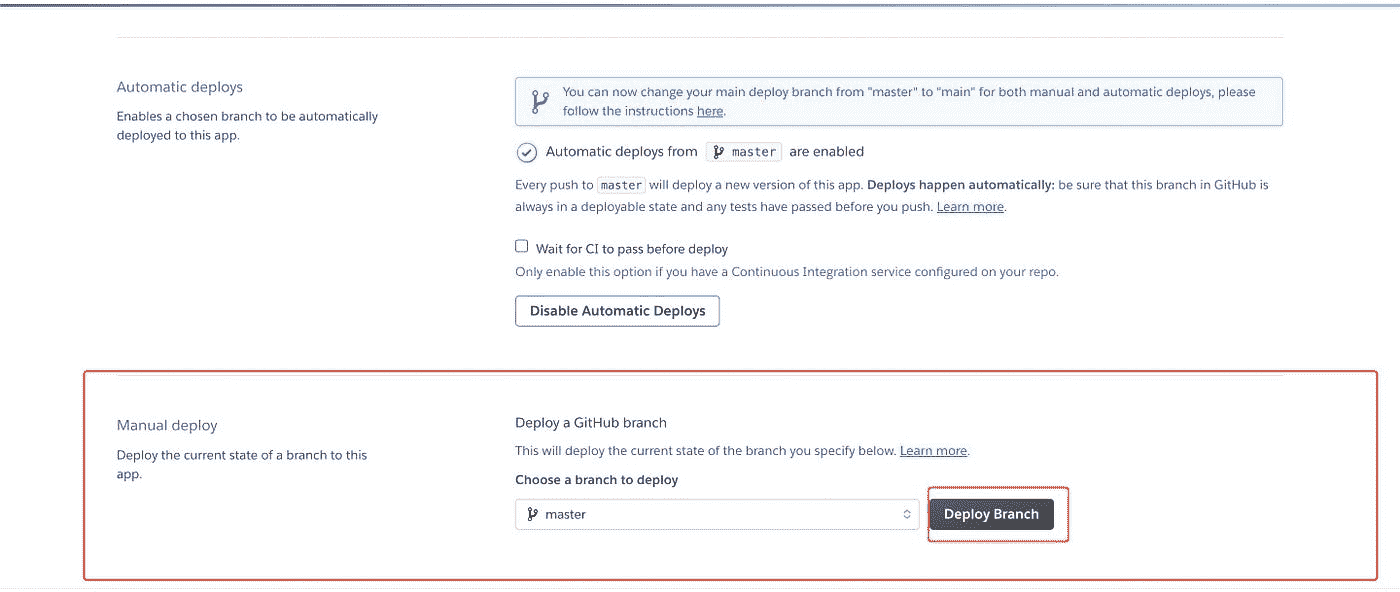 Automatic deploys
Enables a chosen branch to be automatically
deployed to this app.
You can now change your main deploy branch from "master" to "main" for both manual and automatic deploys, please
follow the instructions here.
Automatic deploys from master are enabled
Every push to master will deploy a new version of this app. Deploys happen automatically: be sure that this branch in GitHub is
always in a deployable state and any tests have passed before you push. Learn more.
Wait for CI to pass before deploy
Only enable this option if you have a Continuous Integration service configured on your repo.
Disable Automatic Deploys
Manual deploy
Deploy the current state of a branch to this
app.
Deploy a GitHub branch
This will deploy the current state of the branch you specify below. Learn more.
Choose a branch to deploy
master
Deploy Branch